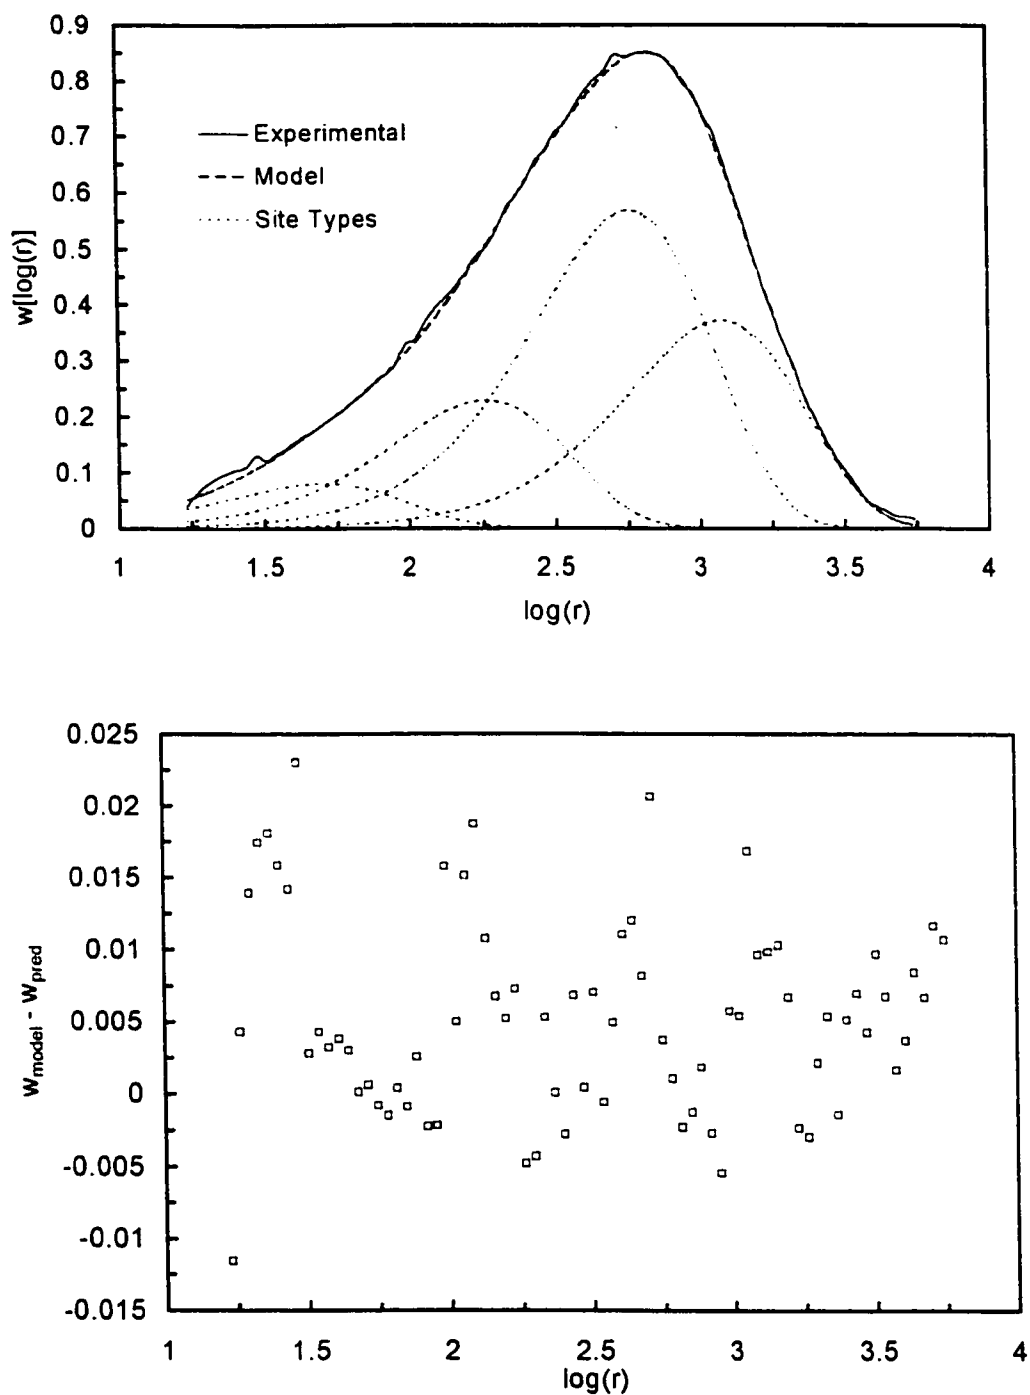 0.9
0.8
0.7
0.6
0.5
0.4
0.3
0.2
0.1
0
w[log(r)]
Experimental
Model
Site Types
1 1.5 2 2.5 3 3.5 4
log(r)
0.025
0.02
0.015
0.01
0.005
0
-0.005
-0.01
-0.015
Wmodel - Wpred
1 1.5 2 2.5 3 3.5 4
log(r)